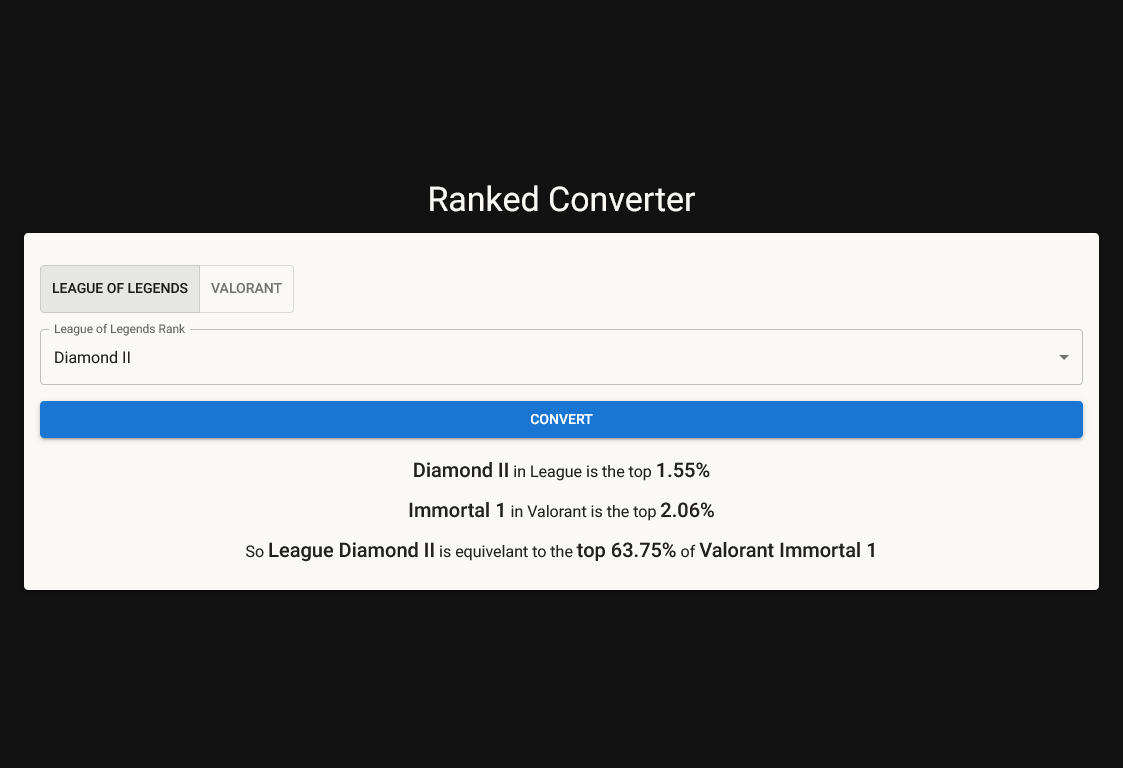 Ranked Converter
LEAGUE OF LEGENDS VALORANT
League of Legends Rank
Diamond II
CONVERT
Diamond II in League is the top 1.55%
Immortal 1 in Valorant is the top 2.06%
So League Diamond II is equivelant to the top 63.75% of Valorant Immortal 1